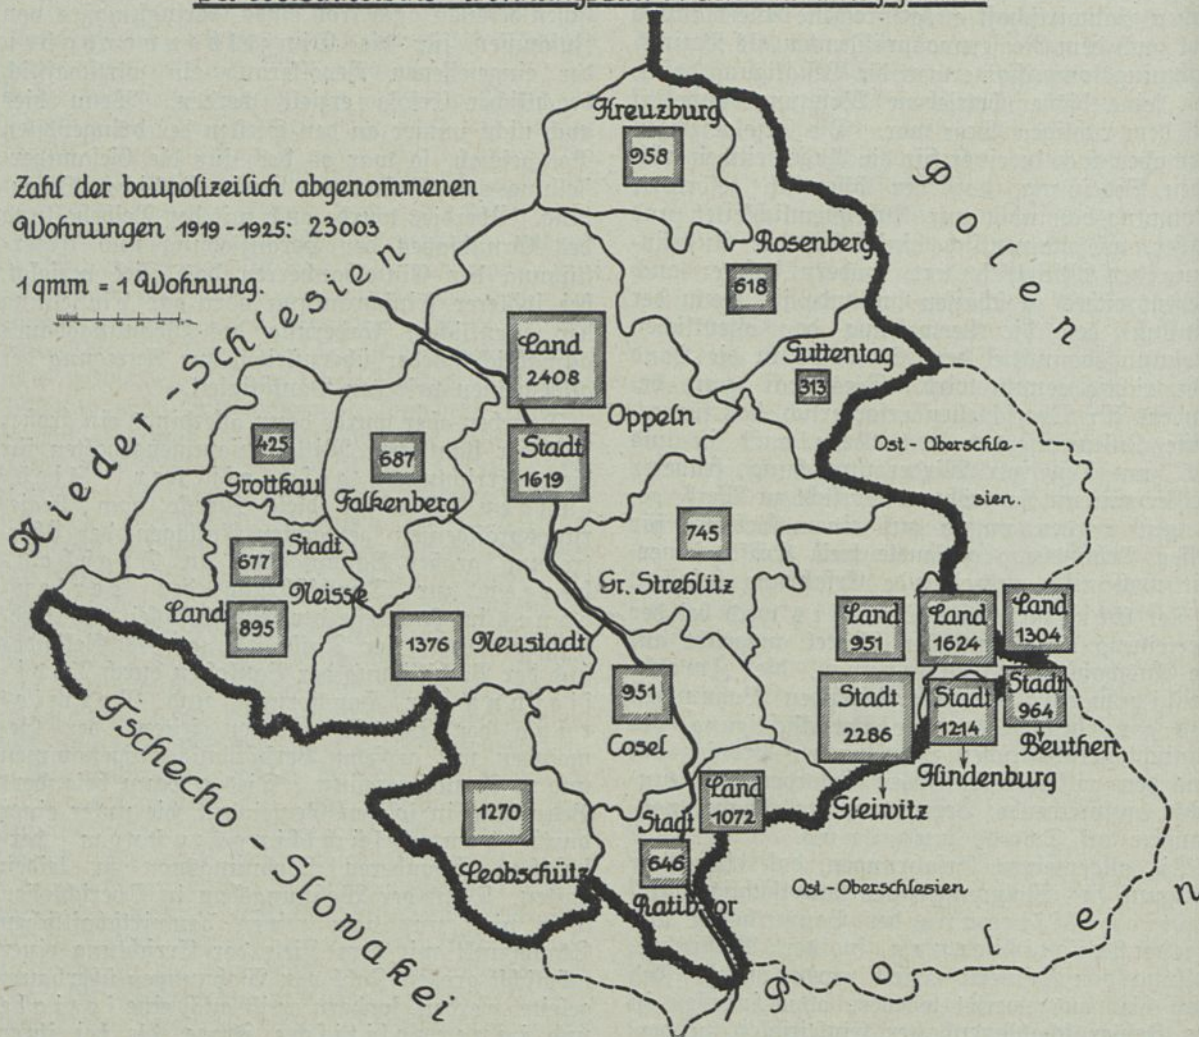 Zahl der baupolizeilich abgenommenen
Wohnungen 1919-1925: 23003
1 qmm = 1 Wohnung.
Kreuzburg
958
Polen
Rosenberg
618
Nieder-Schlesien
Land
2408
Oppeln
Stadt
1619
Guttentag
313
Ost-Oberschle-
sien.
425
Grottkau
687
Falkenberg
677
Stadt
Neisse
Land
895
745
Gr. Strehlitz
1376
Neustadt
Land
951
Land
1624
Land
1304
Stadt
2286
Stadt
1214
Stadt
964
Beuthen
Hindenburg
Gleiwitz
951
Cosel
Tschecho-Slowakei
1270
Leobschütz
Land
1072
Stadt
646
Ratibor
Ost-Oberschlesien
Polen